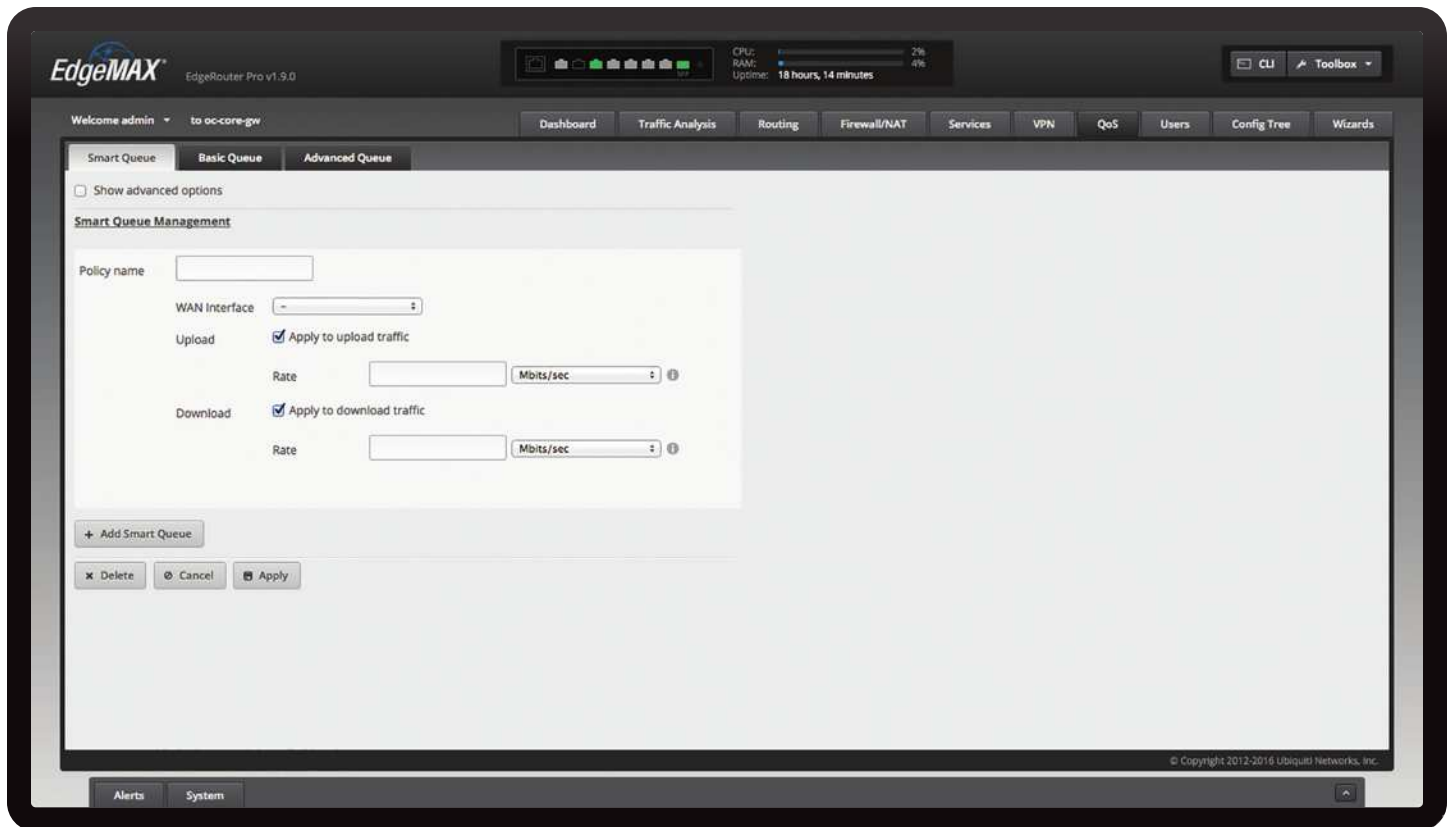 EdgeMAX
EdgeRouter Pro v1.9.0
CPU: 2%
RAM: 4%
Uptime: 18 hours, 14 minutes
SFP
CLI
Toolbox
Welcome admin to oc-core-gw
Dashboard Traffic Analysis Routing Firewall/NAT Services VPN QoS Users Config Tree Wizards
Smart Queue Basic Queue Advanced Queue
Show advanced options
Smart Queue Management
Policy name
WAN Interface -
Upload Apply to upload traffic
Rate Mbits/sec
Download Apply to download traffic
Rate Mbits/sec
+ Add Smart Queue
Delete Cancel Apply
© Copyright 2012-2016 Ubiquiti Networks, Inc.
Alerts System